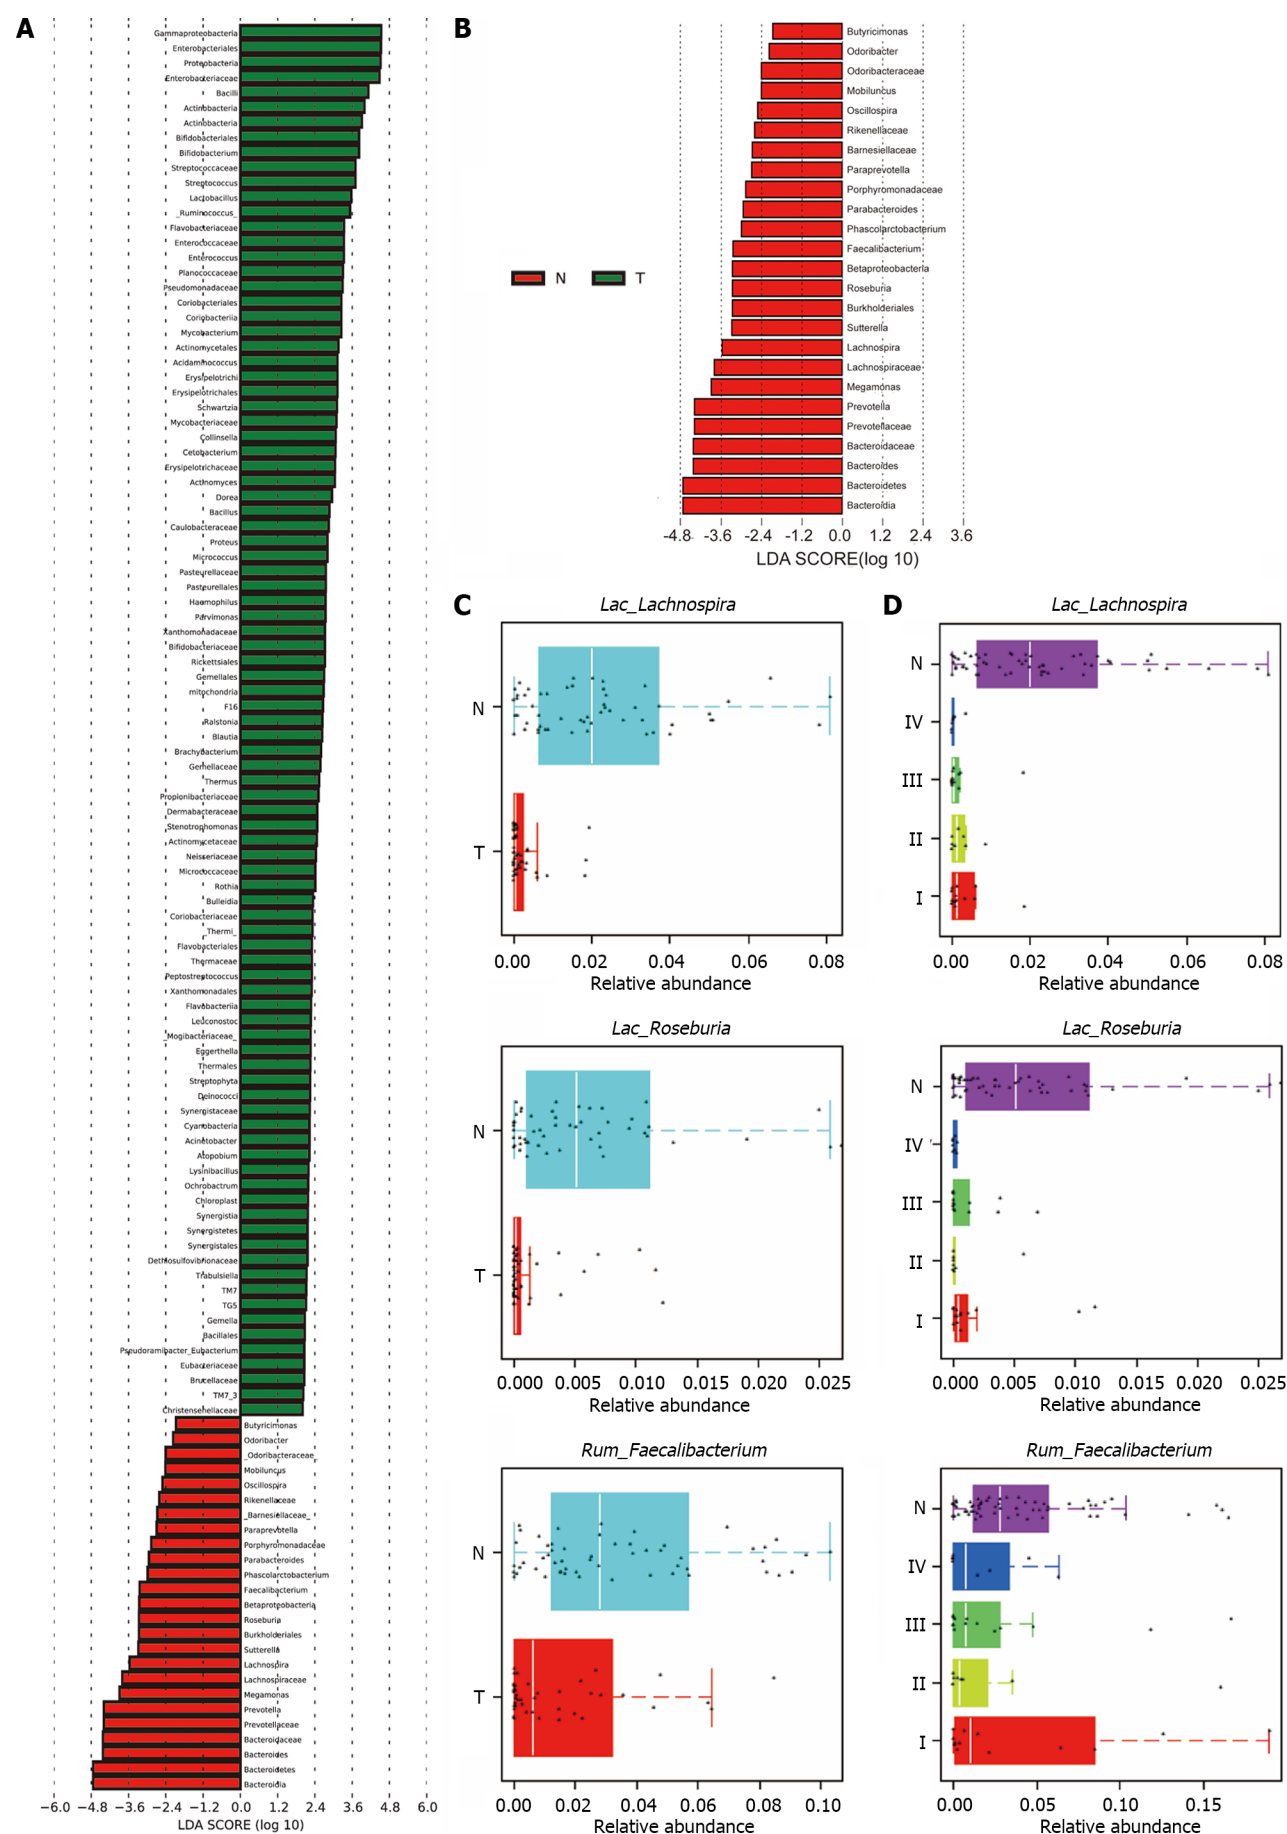 A
Gammaproteobacteria
Enterobacteriales
Proteobacteria
Enterobacteriaceae
Bacilli
Actinobacteria
Actinobacteria
Bifidobacteriales
Bifidobacterium
Streptococcaceae
Streptococcus
Lactobacillus
_Ruminococcus_
Flavobacteriaceae
Enterococcaceae
Enterococcus
Planococcaceae
Pseudomonadaceae
Coriobacteriales
Coriobacteriia
Mycobacterium
Actinomycetales
Acidaminococcus
Erysipelotrichi
Erysipelotrichales
Schwartzia
Mycobacteriaceae
Collinsella
Cetobacterium
Erysipelotrichaceae
Actinomyces
Dorea
Bacillus
Caulobacteraceae
Proteus
Micrococcus
Pasteurellaceae
Pasteurellales
Haemophilus
Parvimonas
Xanthomonadaceae
Bifidobacteriaceae
Rickettsiales
Gemellales
mitochondria
F16
Ralstonia
Blautia
Brachybacterium
Gemellaceae
Thermus
Propionibacteriaceae
Dermabacteraceae
Stenotrophomonas
Actinomycetaceae
Neisseriaceae
Micrococcaceae
Rothia
Bulleidia
Coriobacteriaceae
_Thermi_
Flavobacteriales
Thermaceae
Peptostreptococcus
Xanthomonadales
Flavobacteriia
Leuconostoc
_Mogibacteriaceae_
Eggerthella
Thermales
Streptophyta
Deinococci
Synergistaceae
Cyanobacteria
Acinetobacter
Atopobium
Lysinibacillus
Ochrobactrum
Chloroplast
Synergistia
Synergistetes
Synergistales
Dethiosulfovibrionaceae
Trabulsiella
TM7
TG5
Gemella
Bacillales
Pseudoramibacter_Eubacterium
Eubacteriaceae
Brucellaceae
TM7_3
Christensenellaceae
Butyricimonas
Odoribacter
_Odoribacteraceae_
Mobiluncus
Oscillospira
Rikenellaceae
_Barnesiellaceae_
Paraprevotella
Porphyromonadaceae
Parabacteroides
Phascolarctobacterium
Faecalibacterium
Betaproteobacteria
Roseburia
Burkholderiales
Sutterella
Lachnospira
Lachnospiraceae
Megamonas
Prevotella
Prevotellaceae
Bacteroidaceae
Bacteroides
Bacteroidetes
Bacteroidia
−6.0 −4.8 −3.6 −2.4 −1.2 0.0 1.2 2.4 3.6 4.8 6.0
LDA SCORE (log 10)
N T
B
Butyricimonas
Odoribacter
Odoribacteraceae
Mobiluncus
Oscillospira
Rikenellaceae
Barnesiellaceae
Paraprevotella
Porphyromonadaceae
Parabacteroides
Phascolarctobacterium
Faecalibacterium
Betaproteobacteria
Roseburia
Burkholderiales
Sutterella
Lachnospira
Lachnospiraceae
Megamonas
Prevotella
Prevotellaceae
Bacteroidaceae
Bacteroides
Bacteroidetes
Bacteroidia
-4.8 -3.6 -2.4 -1.2 0.0 1.2 2.4 3.6
LDA SCORE(log 10)
C
Lac_Lachnospira
N
T
0.00 0.02 0.04 0.06 0.08
Relative abundance
Lac_Roseburia
N
T
0.000 0.005 0.010 0.015 0.020 0.025
Relative abundance
Rum_Faecalibacterium
N
T
0.00 0.02 0.04 0.06 0.08 0.10
Relative abundance
D
Lac_Lachnospira
N
IV
III
II
I
0.00 0.02 0.04 0.06 0.08
Relative abundance
Lac_Roseburia
N
IV
III
II
I
0.000 0.005 0.010 0.015 0.020 0.025
Relative abundance
Rum_Faecalibacterium
N
IV
III
II
I
0.00 0.05 0.10 0.15
Relative abundance